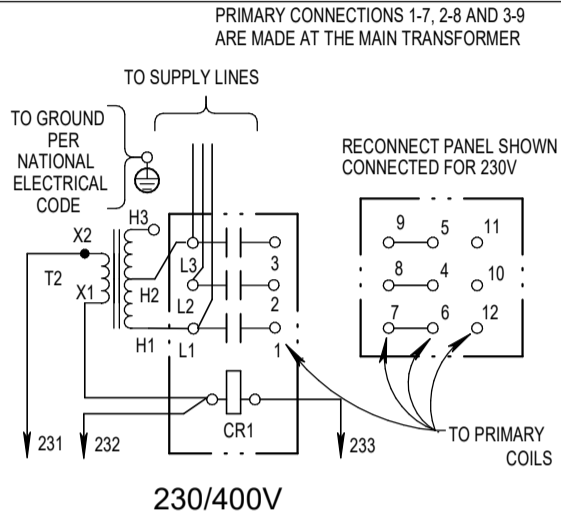 PRIMARY CONNECTIONS 1-7, 2-8 AND 3-9
ARE MADE AT THE MAIN TRANSFORMER
TO SUPPLY LINES
TO GROUND
PER
NATIONAL
ELECTRICAL
CODE
RECONNECT PANEL SHOWN
CONNECTED FOR 230V
H3
X2
T2
X1
H2
H1
L3
L2
L1
3
2
1
9 5 11
8 4 10
7 6 12
CR1
231
232
233
TO PRIMARY
COILS
230/400V